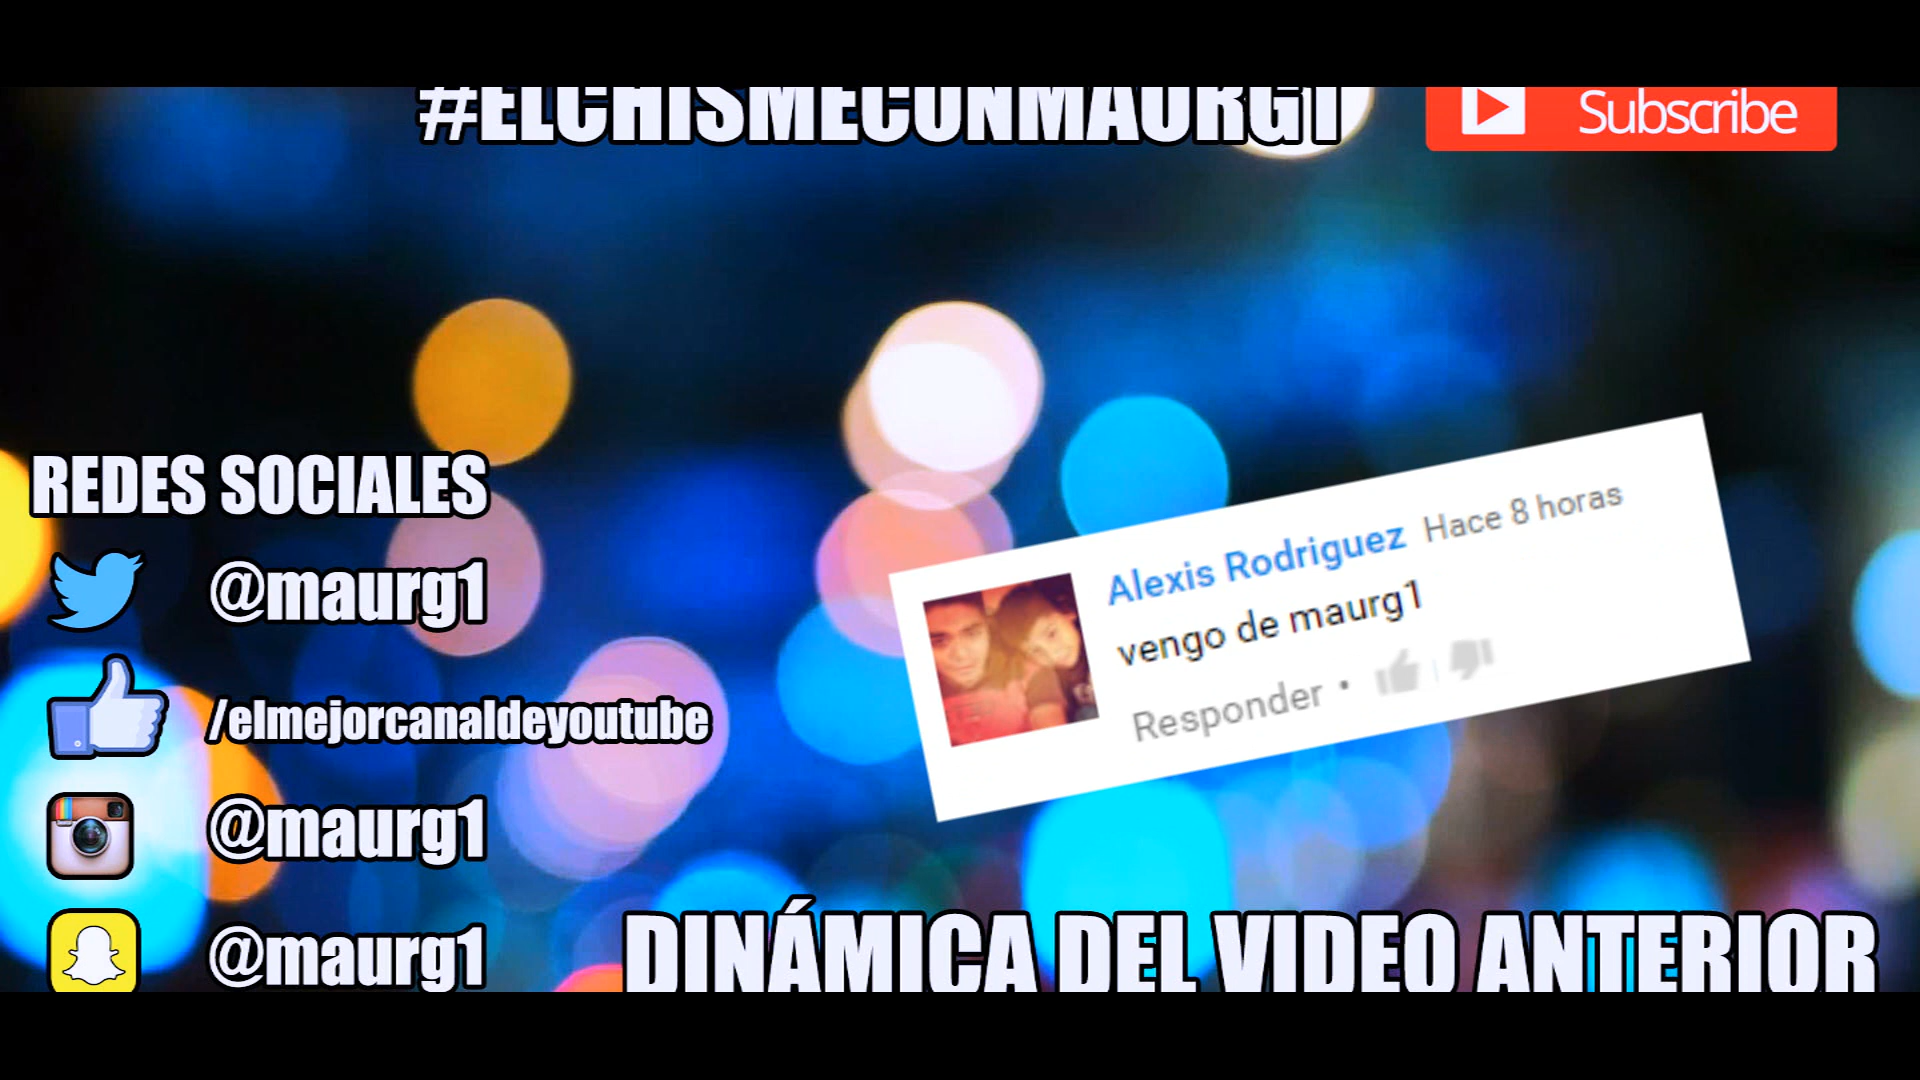 #ELCHISMECONMAURG1
Subscribe
REDES SOCIALES
@maurg1
/elmejorcanaldeyoutube
@maurg1
@maurg1
Alexis Rodriguez Hace 8 horas
vengo de maurg1
Responder •
DINÁMICA DEL VIDEO ANTERIOR